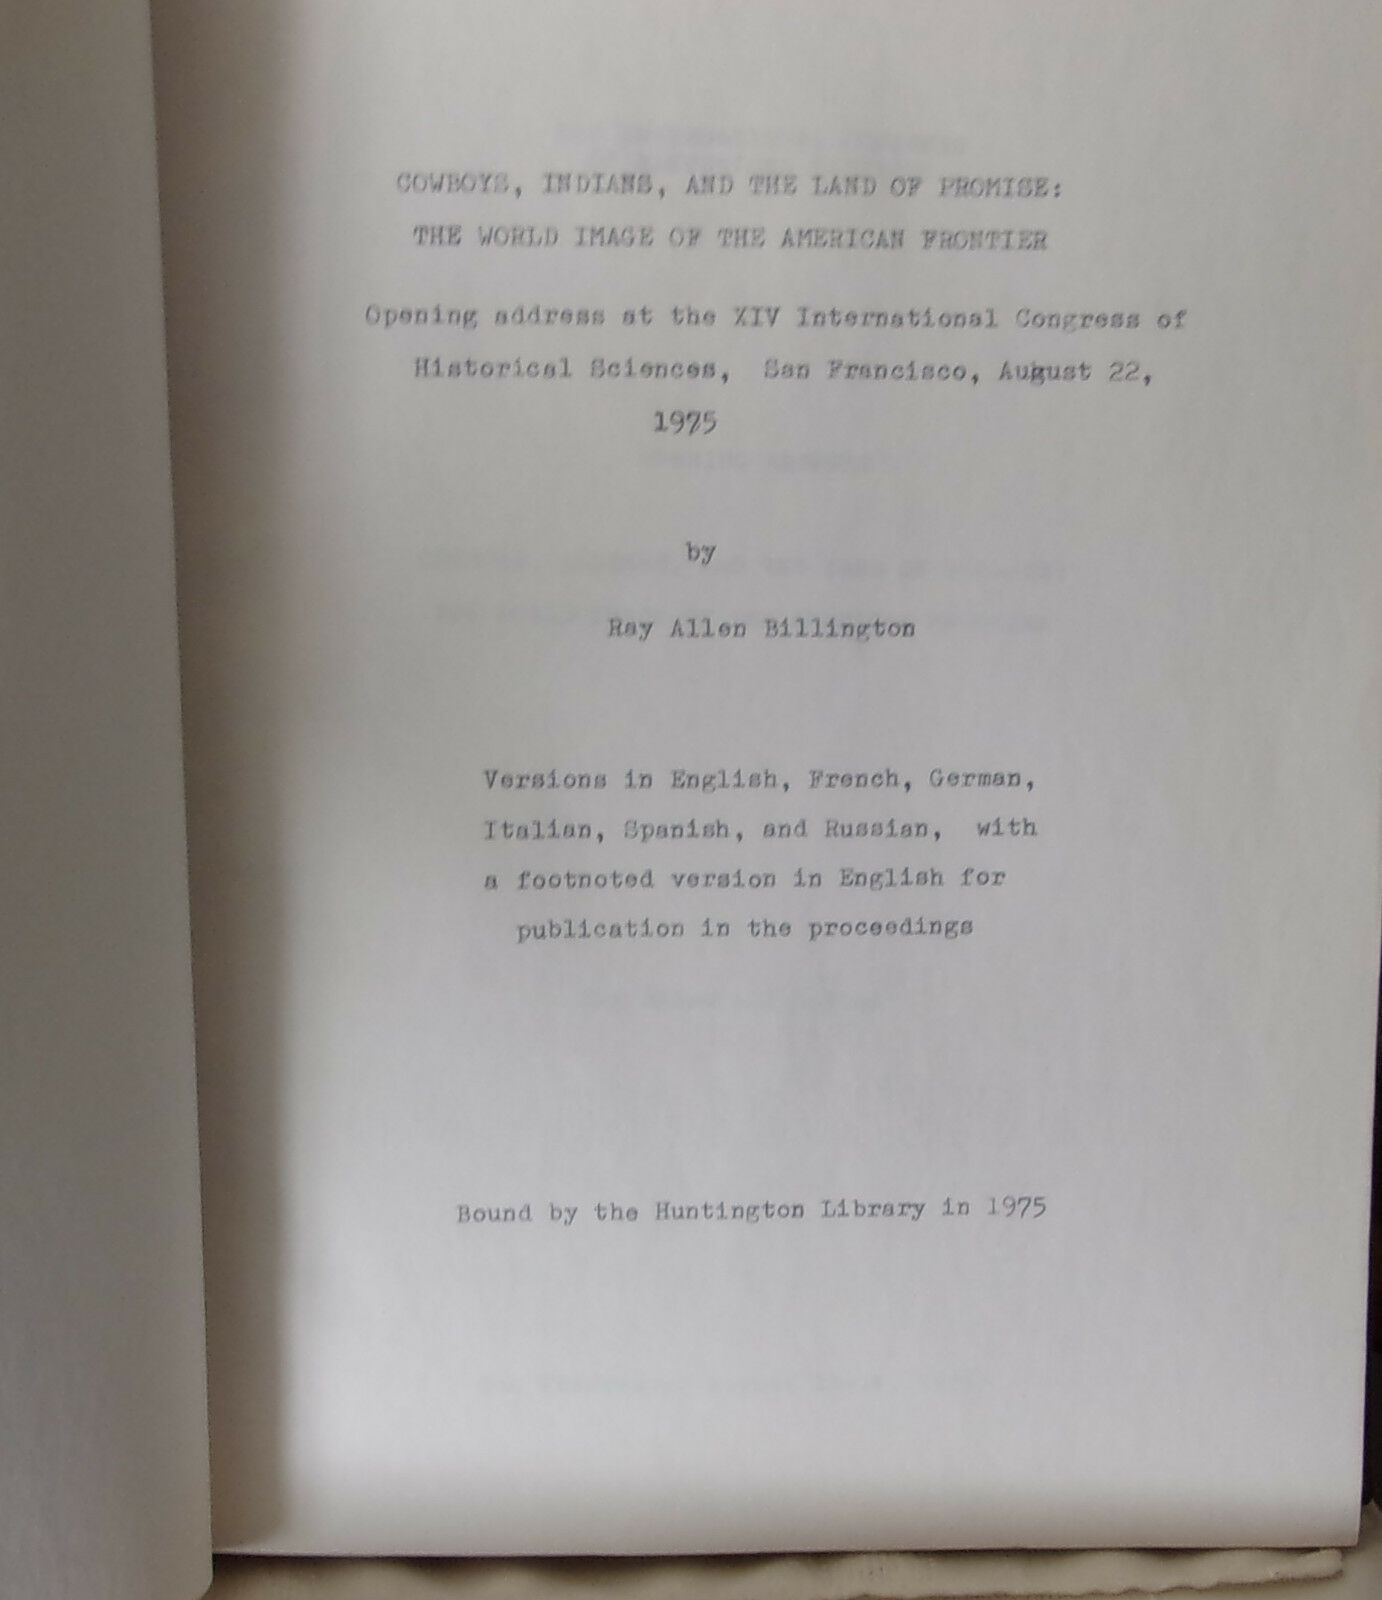 COWBOYS, INDIANS, AND THE LAND OF PROMISE:
THE WORLD IMAGE OF THE AMERICAN FRONTIER
Opening address at the XIV International Congress of
Historical Sciences, San Francisco, August 22,
1975
by
Ray Allen Billington
Versions in English, French, German,
Italian, Spanish, and Russian, with
a footnoted version in English for
publication in the proceedings
Bound by the Huntington Library in 1975